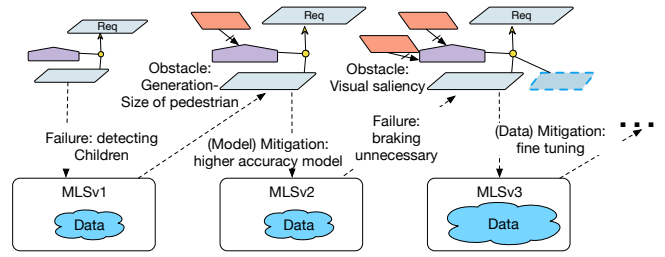 Req
Req
Req
Obstacle:
Generation-
Size of pedestrian
Obstacle:
Visual saliency
Failure: detecting
Children
(Model) Mitigation:
higher accuracy model
Failure:
braking
unnecessary
(Data) Mitigation:
fine tuning
...
MLSv1
Data
MLSv2
Data
MLSv3
Data